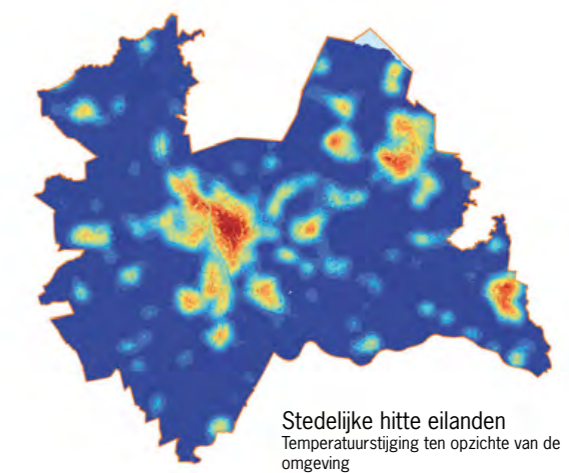 Stedelijke hitte eilanden
Temperatuurstijging ten opzichte van de
omgeving